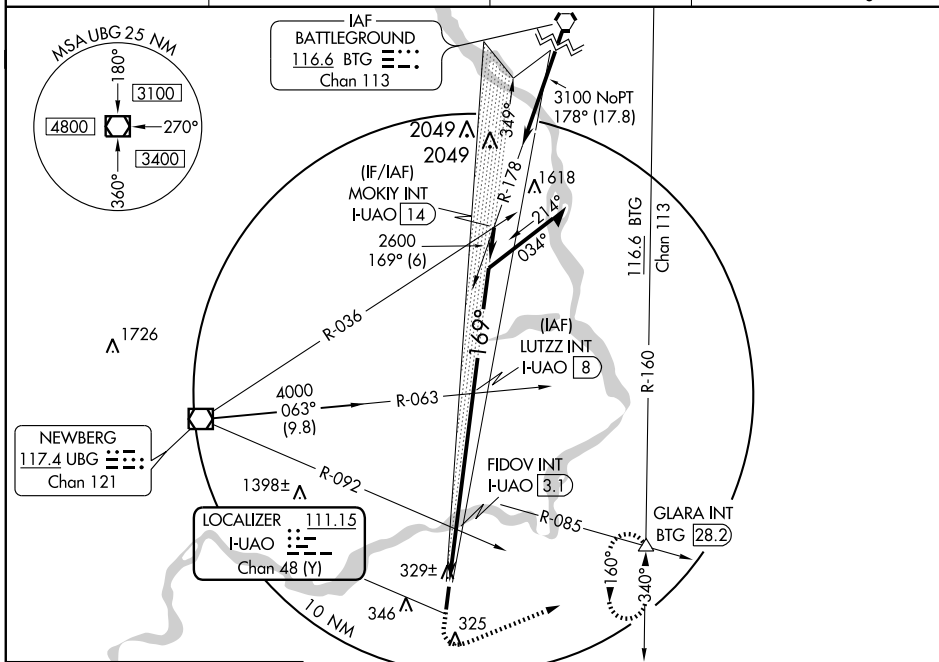 MSA UBG 25 NM
180°
3100
4800
270°
3400
360°
IAF
BATTLEGROUND
116.6 BTG
Chan 113
3100 NoPT
178° (17.8)
349°
2049
2049
R-178
1618
(IF/IAF)
MOKIY INT
I-UAO 14
2600
169° (6)
214°
034°
116.6 BTG
Chan 113
R-036
169°
1726
(IAF)
LUTZZ INT
I-UAO 8
R-160
4000
063°
(9.8)
R-063
NEWBERG
117.4 UBG
Chan 121
R-092
1398±
FIDOV INT
I-UAO 3.1
R-085
GLARA INT
BTG 28.2
LOCALIZER 111.15
I-UAO
Chan 48 (Y)
329±
160°
340°
346
325
10 NM